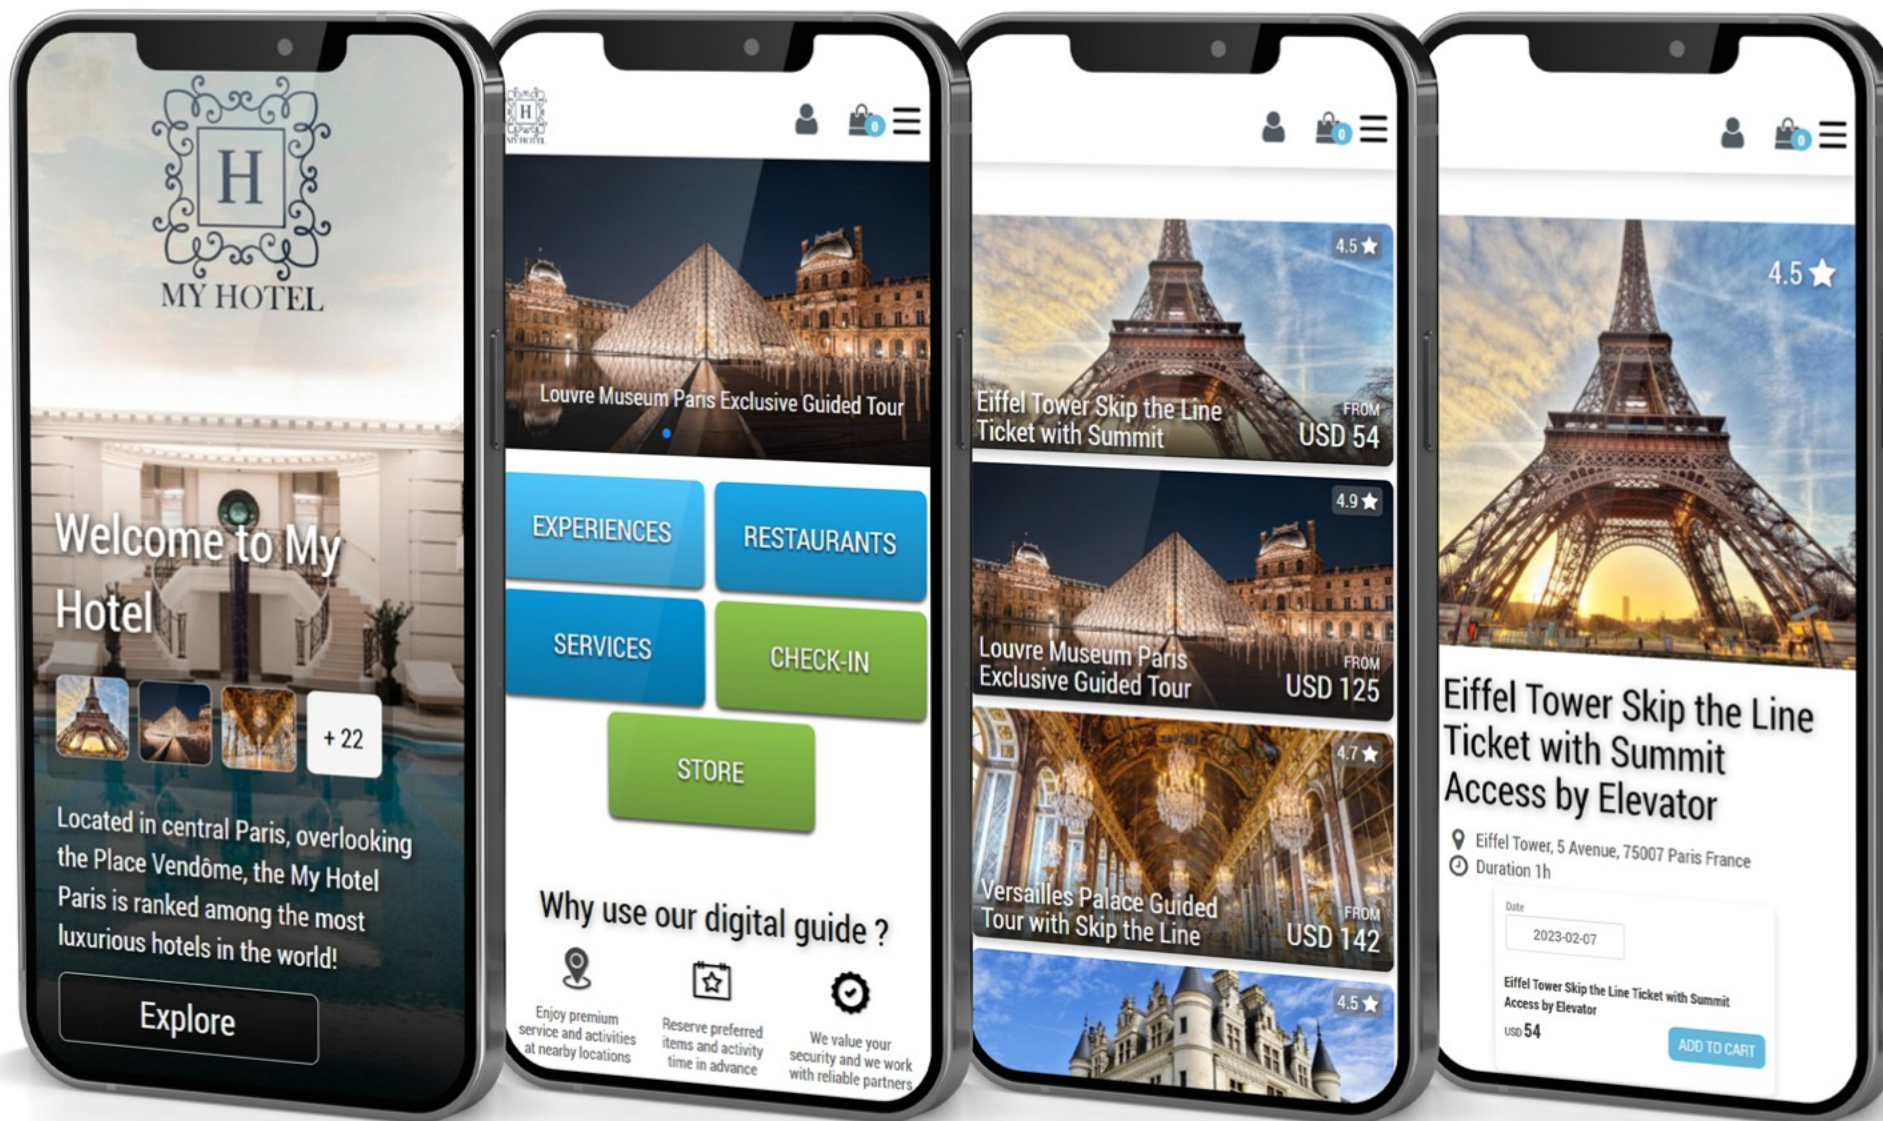 H
MY HOTEL
Welcome to My
Hotel
+ 22
Located in central Paris, overlooking
the Place Vendôme, the My Hotel
Paris is ranked among the most
luxurious hotels in the world!
Explore
H
MY HOTEL
0
Louvre Museum Paris Exclusive Guided Tour
EXPERIENCES
RESTAURANTS
SERVICES
CHECK-IN
STORE
Why use our digital guide ?
Enjoy premium
service and activities
at nearby locations
Reserve preferred
items and activity
time in advance
We value your
security and we work
with reliable partners
0
4.5
Eiffel Tower Skip the Line
Ticket with Summit
FROM
USD 54
4.9
Louvre Museum Paris
Exclusive Guided Tour
FROM
USD 125
4.7
Versailles Palace Guided
Tour with Skip the Line
FROM
USD 142
4.5
0
4.5
Eiffel Tower Skip the Line
Ticket with Summit
Access by Elevator
Eiffel Tower, 5 Avenue, 75007 Paris France
Duration 1h
Date
2023-02-07
Eiffel Tower Skip the Line Ticket with Summit
Access by Elevator
USD 54
ADD TO CART